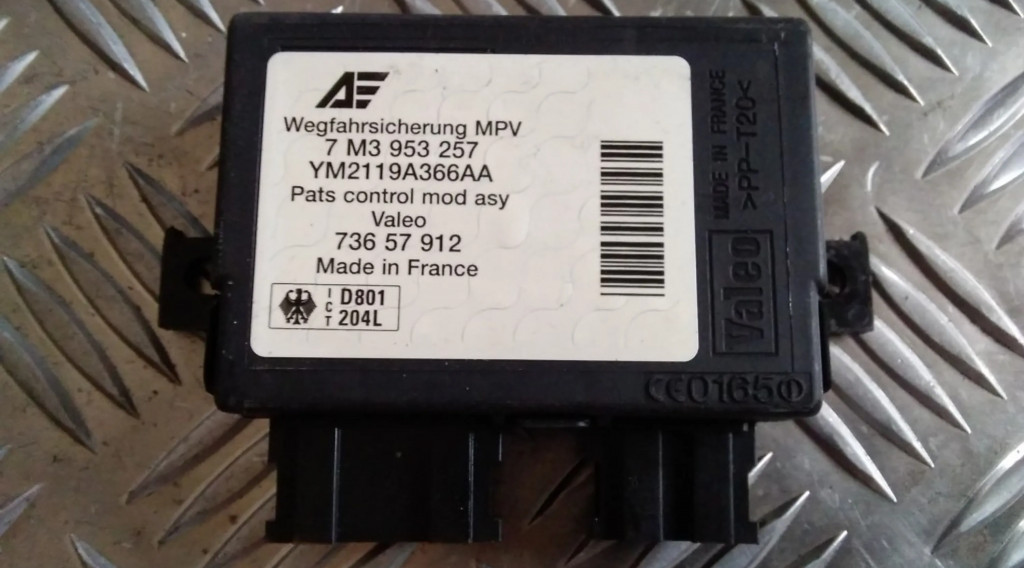 AE
Wegfahrsicherung MPV
7 M3 953 257
YM2119A366AA
Pats control mod asy
Valeo
736 57 912
Made in France
ICT D801
204L
MADE IN FRANCE
>PP-T20<
Valeo
CE0165